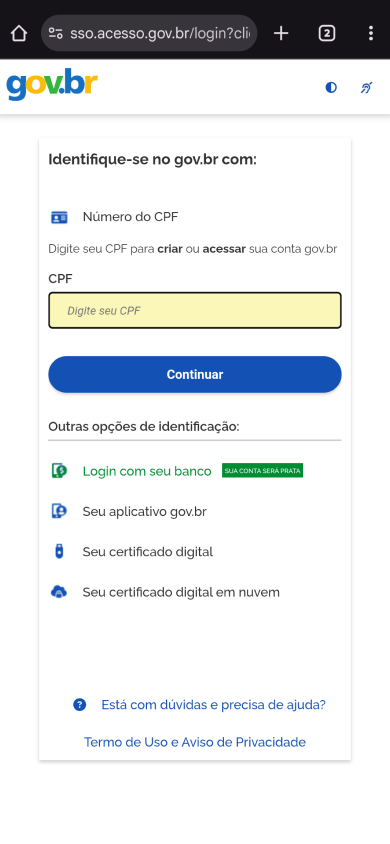 sso.acesso.gov.br/login?cli
2
gov.br
Identifique-se no gov.br com:
Número do CPF
Digite seu CPF para criar ou acessar sua conta gov.br
CPF
Digite seu CPF
Continuar
Outras opções de identificação:
Login com seu banco SUA CONTA SERÁ PRATA
Seu aplicativo gov.br
Seu certificado digital
Seu certificado digital em nuvem
Está com dúvidas e precisa de ajuda?
Termo de Uso e Aviso de Privacidade